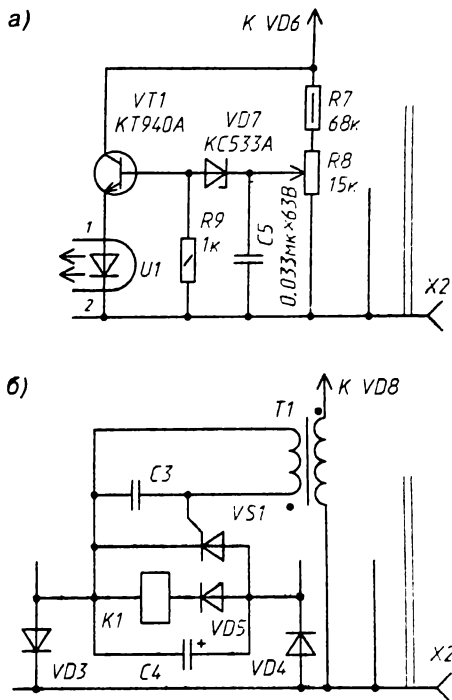 а)
К VD6
VT1
КТ940А
VD7
КС533А
R7
68к
R8
15к
R9
1к
С5
0,033мк×63В
1
U1
2
X2
б)
К VD8
T1
C3
VS1
K1
VD5
VD3
C4
+
VD4
X2